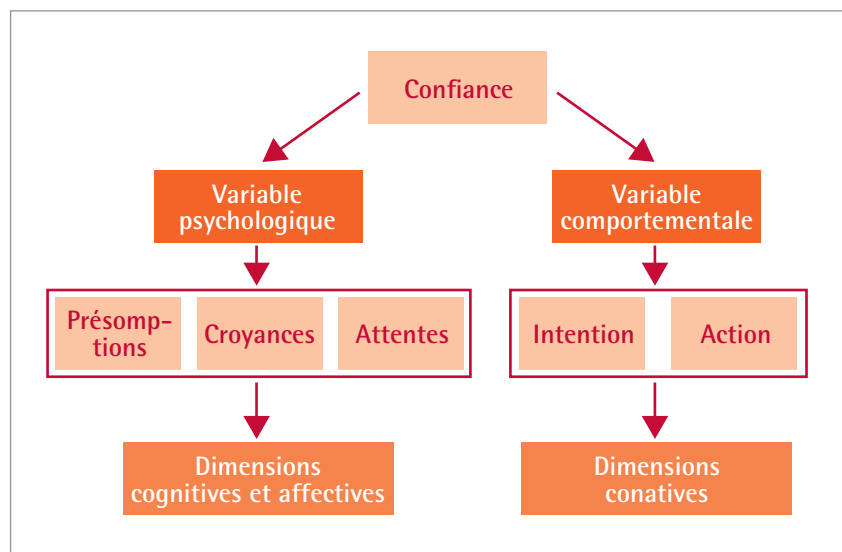 Confiance
Variable
psychologique
Variable
comportementale
Présomp-
tions
Croyances
Attentes
Intention
Action
Dimensions
cognitives et affectives
Dimensions
conatives